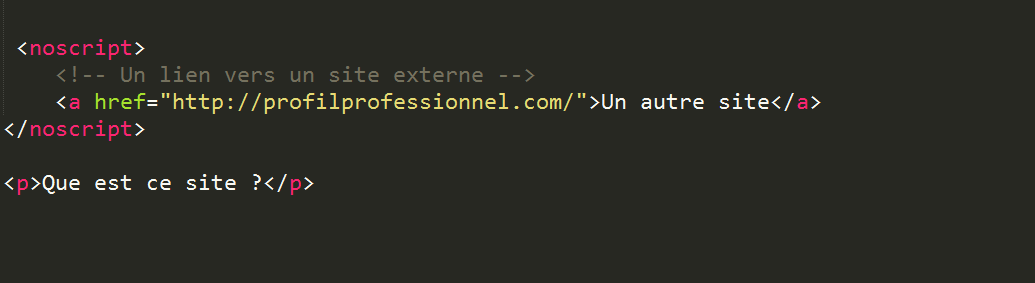 <noscript>
<!-- Un lien vers un site externe -->
<a href="http://profilprofessionnel.com/">Un autre site</a>
</noscript>
<p>Que est ce site ?</p>